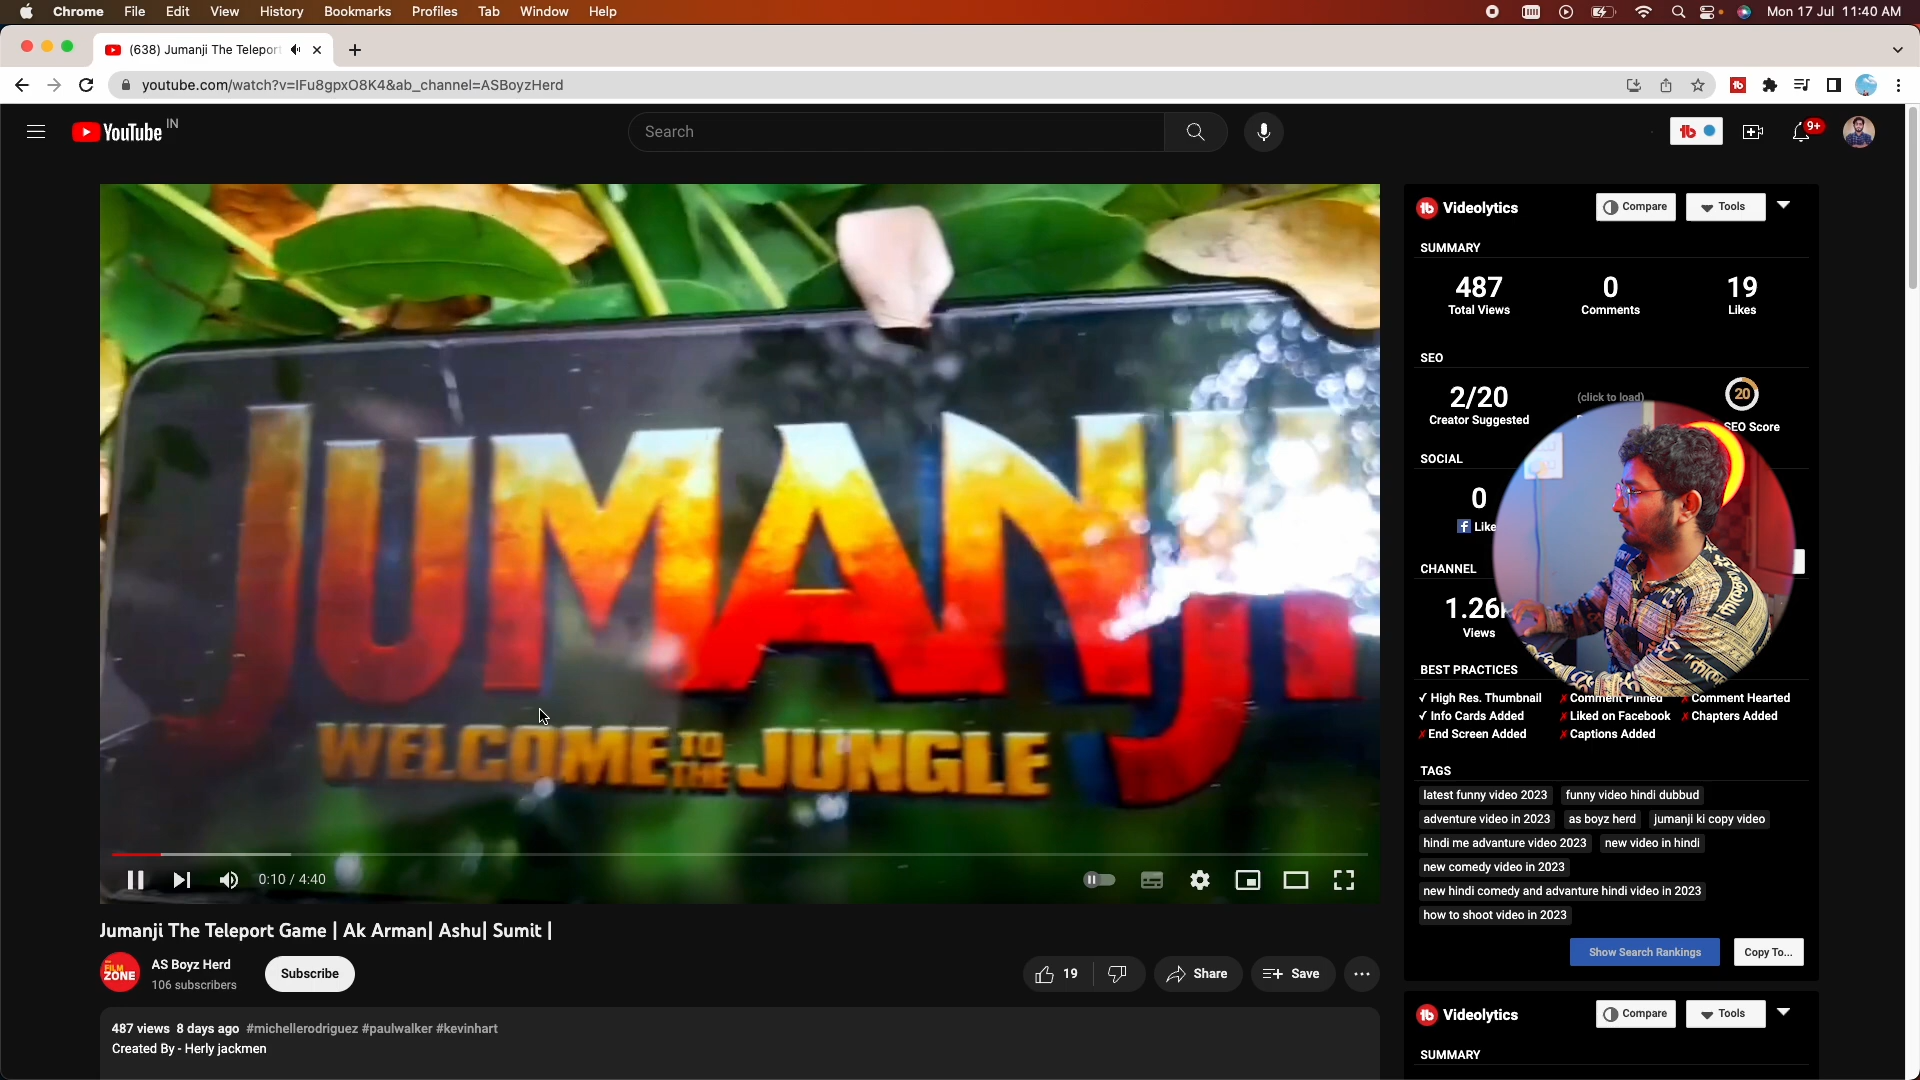 Chrome File Edit View History Bookmarks Profiles Tab Window Help Mon 17 Jul 11:40 AM
(638) Jumanji The Teleport
youtube.com/watch?v=IFu8gpxO8K4&ab_channel=ASBoyzHerd
YouTube IN
Search
9+
JUMANJI
WELCOME TO THE JUNGLE
0:10 / 4:40
Jumanji The Teleport Game | Ak Arman| Ashu| Sumit |
FILM ZONE
AS Boyz Herd
106 subscribers
Subscribe
19
Share
Save
487 views 8 days ago #michellerodriguez #paulwalker #kevinhart
Created By - Herly jackmen
Videolytics
Compare
Tools
SUMMARY
487 0 19
Total Views Comments Likes
SEO
2/20 (click to load) 20
Creator Suggested SEO Score
SOCIAL
0
Like
CHANNEL
1.26
Views
BEST PRACTICES
✓ High Res. Thumbnail ✗ Comment Pinned ✗ Comment Hearted
✓ Info Cards Added ✗ Liked on Facebook ✗ Chapters Added
✗ End Screen Added ✗ Captions Added
TAGS
latest funny video 2023 funny video hindi dubbud
adventure video in 2023 as boyz herd jumanji ki copy video
hindi me advanture video 2023 new video in hindi
new comedy video in 2023
new hindi comedy and advanture hindi video in 2023
how to shoot video in 2023
Show Search Rankings Copy To...
Videolytics
Compare
Tools
SUMMARY